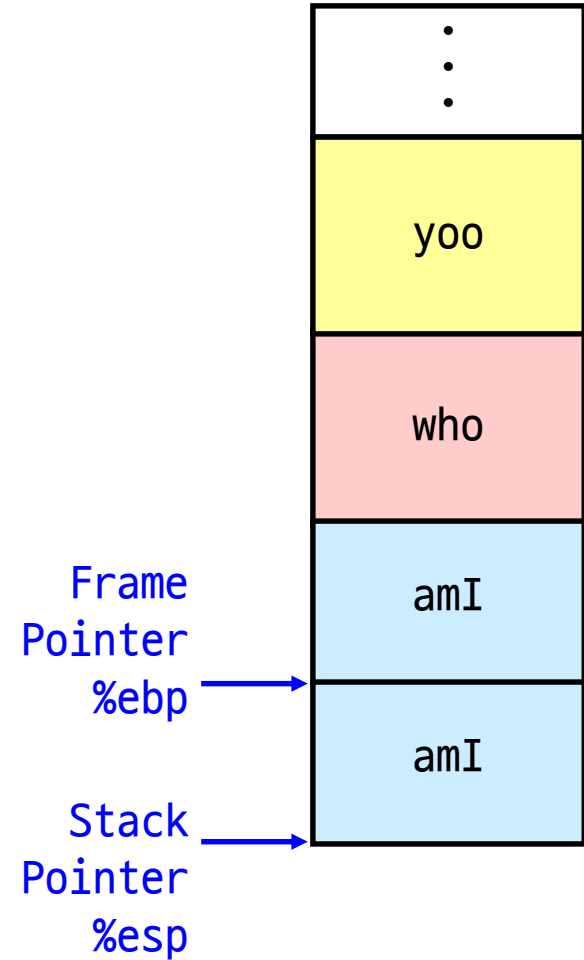 •
•
•
yoo
who
amI
Frame
Pointer
%ebp
amI
Stack
Pointer
%esp